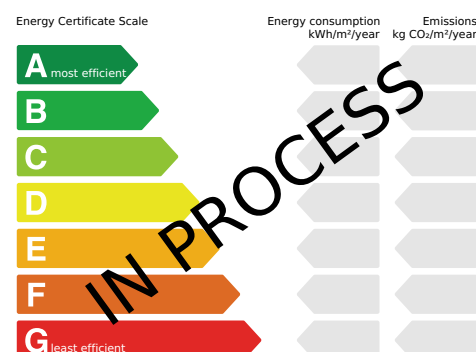 Energy Certificate Scale
Energy consumption
kWh/m²/year
Emissions
kg CO₂/m²/year
A most efficient
B
C
D
E
F
G least efficient
IN PROCESS